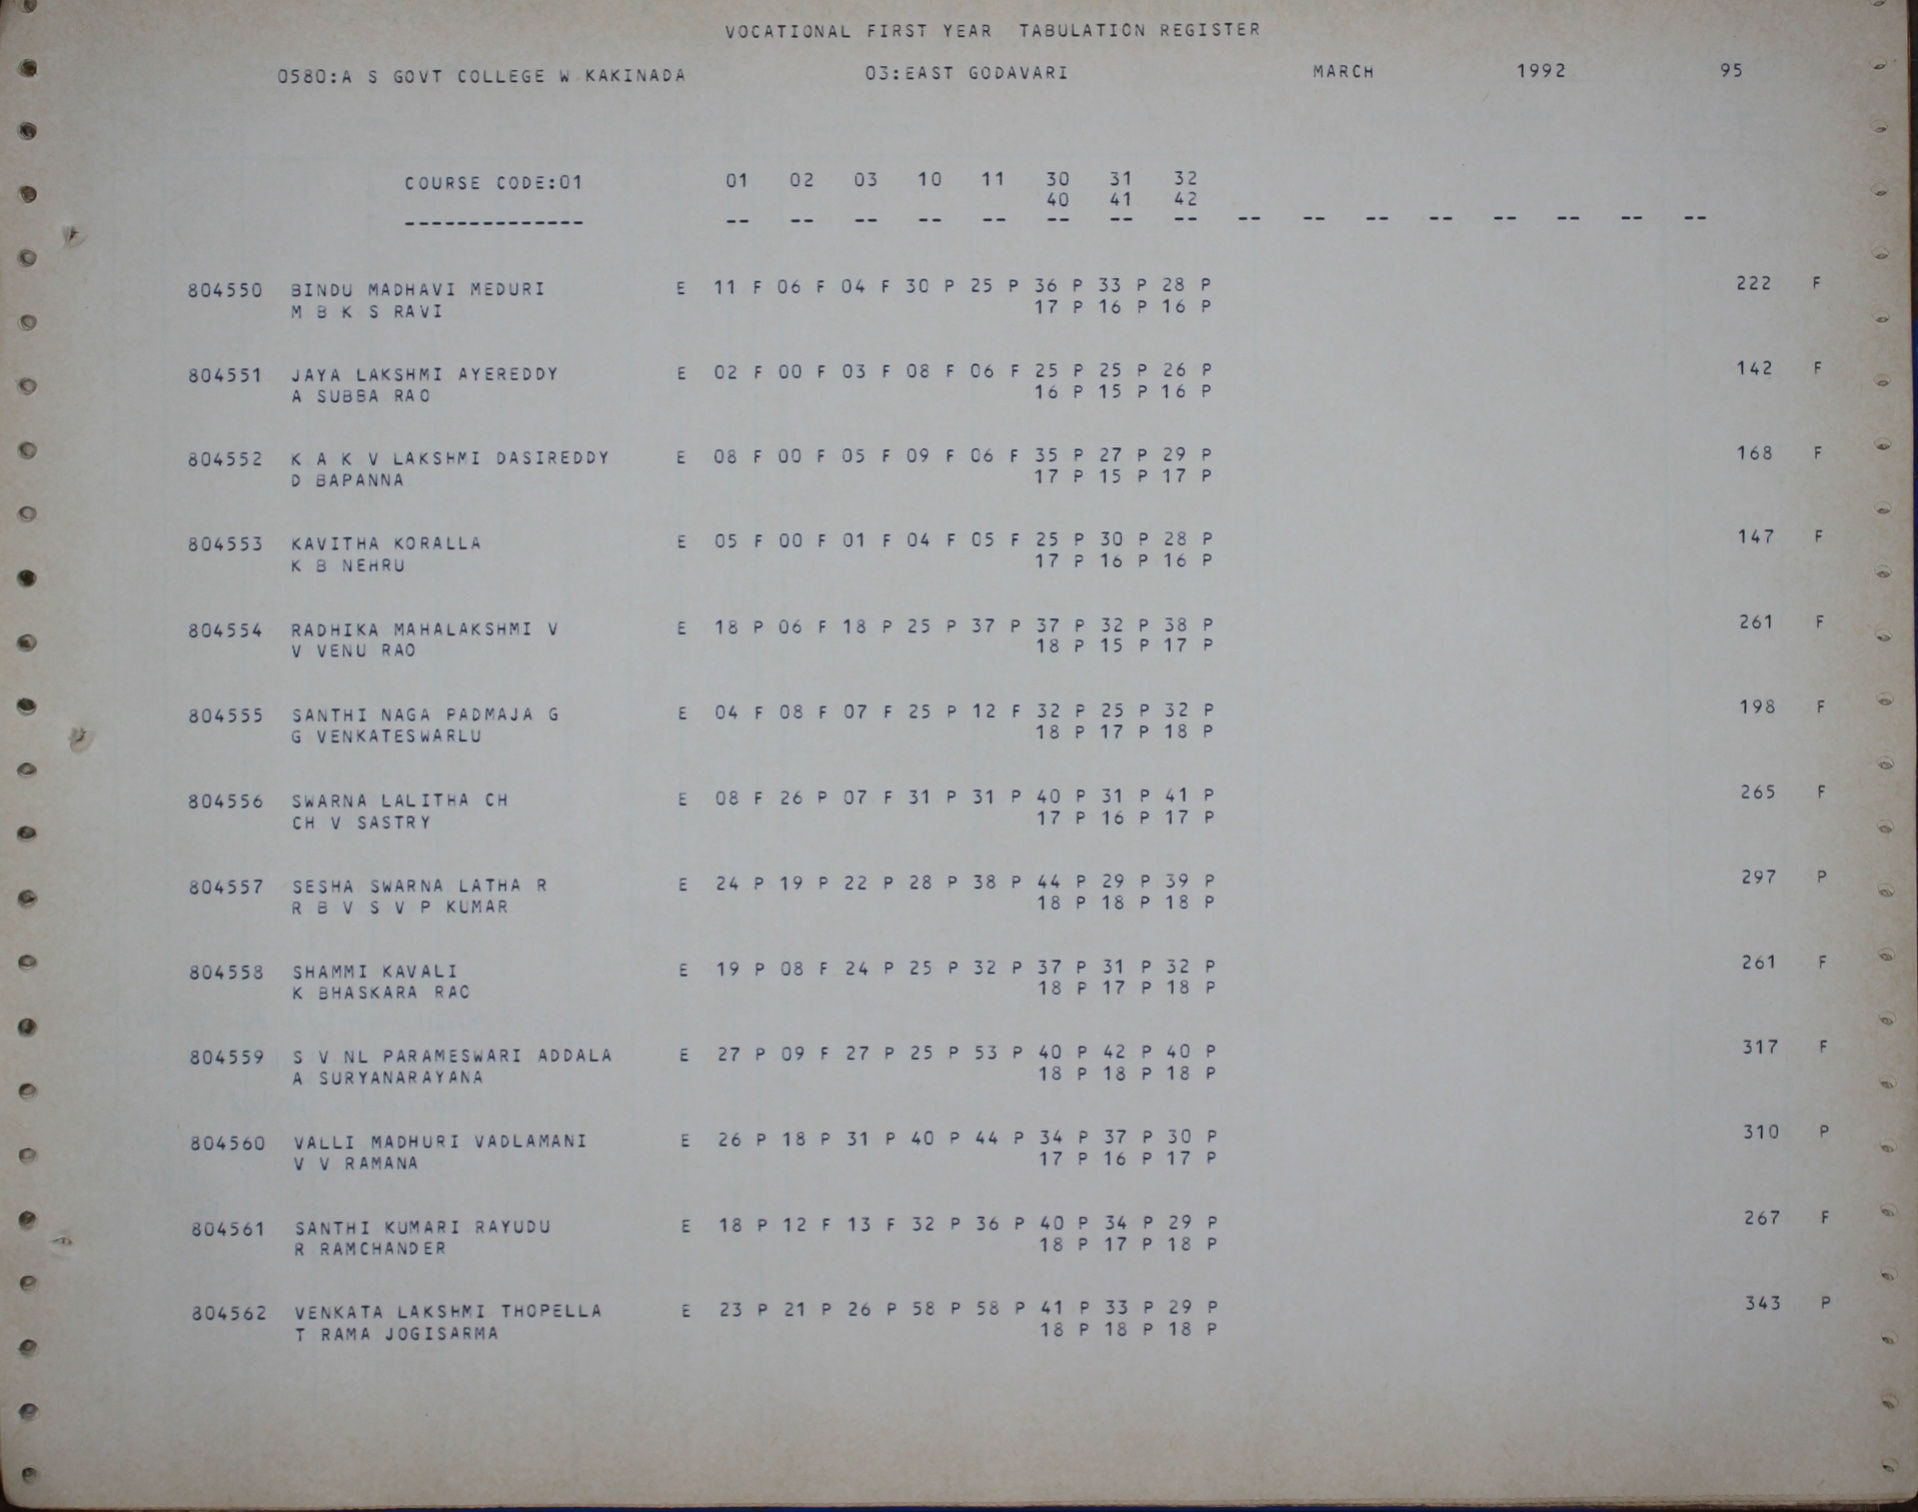 VOCATIONAL FIRST YEAR TABULATION REGISTER
0580:A S GOVT COLLEGE W KAKINADA 03:EAST GODAVARI MARCH 1992 95
COURSE CODE:01 01 02 03 10 11 30 31 32
40 41 42
-------------- -- -- -- -- -- -- -- -- -- -- -- -- -- -- -- --
804550 BINDU MADHAVI MEDURI E 11 F 06 F 04 F 30 P 25 P 36 P 33 P 28 P 222 F
M B K S RAVI 17 P 16 P 16 P
804551 JAYA LAKSHMI AYEREDDY E 02 F 00 F 03 F 08 F 06 F 25 P 25 P 26 P 142 F
A SUBBA RAO 16 P 15 P 16 P
804552 K A K V LAKSHMI DASIREDDY E 08 F 00 F 05 F 09 F 06 F 35 P 27 P 29 P 168 F
D BAPANNA 17 P 15 P 17 P
804553 KAVITHA KORALLA E 05 F 00 F 01 F 04 F 05 F 25 P 30 P 28 P 147 F
K B NEHRU 17 P 16 P 16 P
804554 RADHIKA MAHALAKSHMI V E 18 P 06 F 18 P 25 P 37 P 37 P 32 P 38 P 261 F
V VENU RAO 18 P 15 P 17 P
804555 SANTHI NAGA PADMAJA G E 04 F 08 F 07 F 25 P 12 F 32 P 25 P 32 P 198 F
G VENKATESWARLU 18 P 17 P 18 P
804556 SWARNA LALITHA CH E 08 F 26 P 07 F 31 P 31 P 40 P 31 P 41 P 265 F
CH V SASTRY 17 P 16 P 17 P
804557 SESHA SWARNA LATHA R E 24 P 19 P 22 P 28 P 38 P 44 P 29 P 39 P 297 P
R B V S V P KUMAR 18 P 18 P 18 P
804558 SHAMMI KAVALI E 19 P 08 F 24 P 25 P 32 P 37 P 31 P 32 P 261 F
K BHASKARA RAO 18 P 17 P 18 P
804559 S V NL PARAMESWARI ADDALA E 27 P 09 F 27 P 25 P 53 P 40 P 42 P 40 P 317 F
A SURYANARAYANA 18 P 18 P 18 P
804560 VALLI MADHURI VADLAMANI E 26 P 18 P 31 P 40 P 44 P 34 P 37 P 30 P 310 P
V V RAMANA 17 P 16 P 17 P
804561 SANTHI KUMARI RAYUDU E 18 P 12 F 13 F 32 P 36 P 40 P 34 P 29 P 267 F
R RAMCHANDER 18 P 17 P 18 P
804562 VENKATA LAKSHMI THOPELLA E 23 P 21 P 26 P 58 P 58 P 41 P 33 P 29 P 343 P
T RAMA JOGISARMA 18 P 18 P 18 P